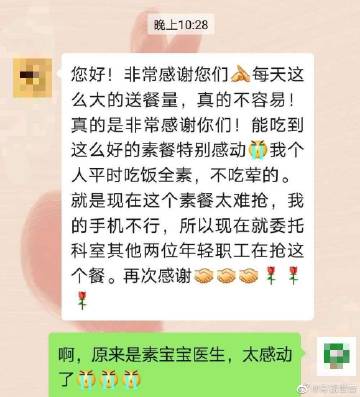 晚上10:28
您好！非常感谢您们🙏每天这
么大的送餐量，真的不容易！
真的是非常感谢你们！能吃到
这么好的素餐特别感动😭我个
人平时吃饭全素，不吃荤的。
就是现在这个素餐太难抢，我
的手机不行，所以现在就委托
科室其他两位年轻职工在抢这
个餐。再次感谢🤝🤝🤝🌹🌹
🌹
啊，原来是素宝宝医生，太感动
了😭😭😭